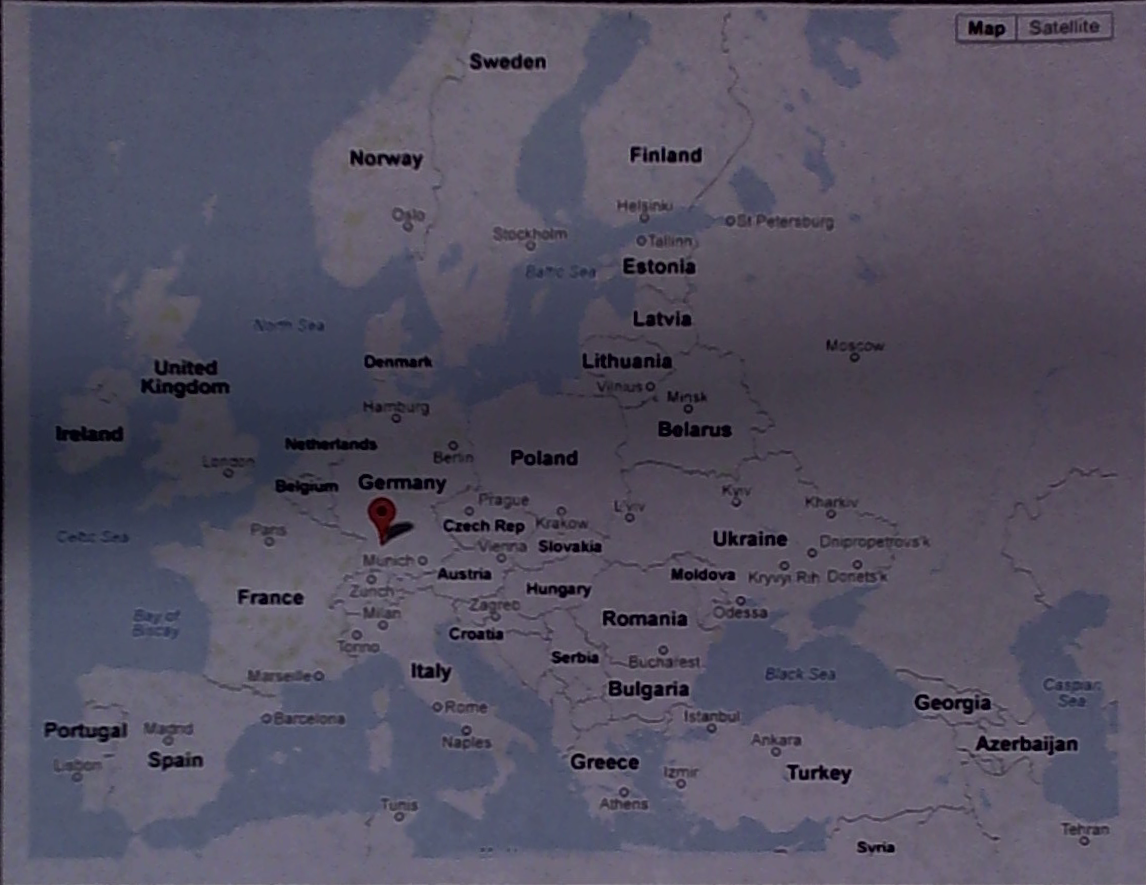 Map Satellite
Sweden
Norway
Finland
Helsinki
Oslo
St Petersburg
Stockholm
Tallinn
Baltic Sea
Estonia
North Sea
Latvia
Moscow
Denmark
Lithuania
United
Kingdom
Vilnius
Minsk
Hamburg
Ireland
Belarus
Netherlands
Berlin
Poland
London
Belgium
Germany
Kyiv
Prague
Kharkiv
L'viv
Paris
Czech Rep
Krakow
Celtic Sea
Ukraine
Dnipropetrovs'k
Vienna
Slovakia
Munich
Austria
Moldova
Kryvyi Rih
Donets'k
Zurich
Hungary
France
Zagreb
Milan
Odessa
Bay of
Biscay
Romania
Croatia
Torino
Serbia
Bucharest
Marseille
Italy
Black Sea
Caspian
Sea
Bulgaria
Georgia
Rome
Barcelona
Istanbul
Portugal
Madrid
Naples
Ankara
Azerbaijan
Spain
Greece
Lisbon
Izmir
Turkey
Tunis
Athens
Tehran
Syria